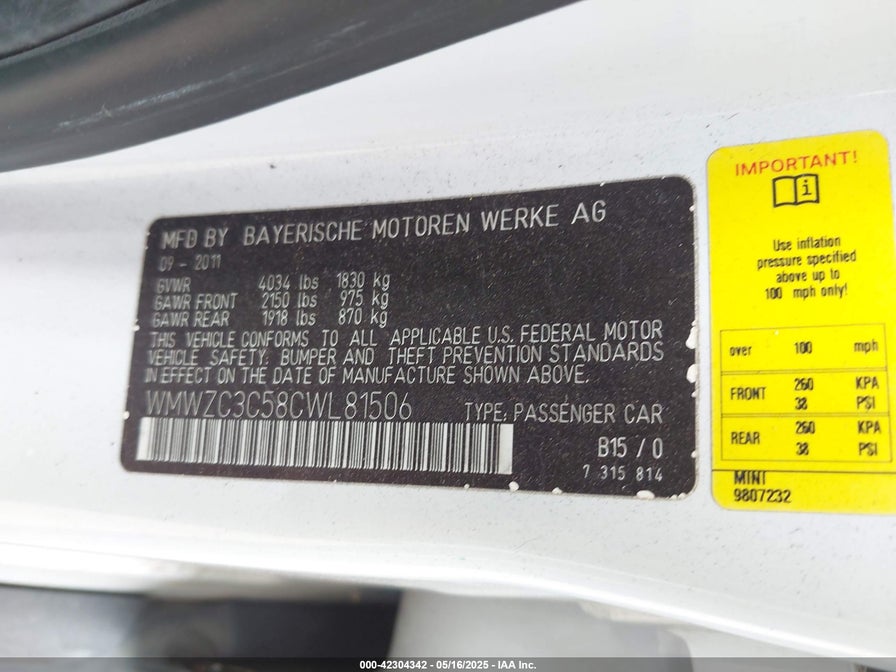 MFD BY BAYERISCHE MOTOREN WERKE AG
09 - 2011
GVWR 4034 lbs 1830 kg
GAWR FRONT 2150 lbs 975 kg
GAWR REAR 1918 lbs 870 kg
THIS VEHICLE CONFORMS TO ALL APPLICABLE U.S. FEDERAL MOTOR
VEHICLE SAFETY, BUMPER AND THEFT PREVENTION STANDARDS
IN EFFECT ON THE DATE OF MANUFACTURE SHOWN ABOVE.
WMWZC3C58CWL81506 TYPE: PASSENGER CAR
B15 / 0
7 315 814
IMPORTANT!
i
Use inflation
pressure specified
above up to
100 mph only!
over 100 mph
FRONT 260 KPA
38 PSI
REAR 260 KPA
38 PSI
MINI
9807232
000-42304342 - 05/16/2025 - IAA Inc.